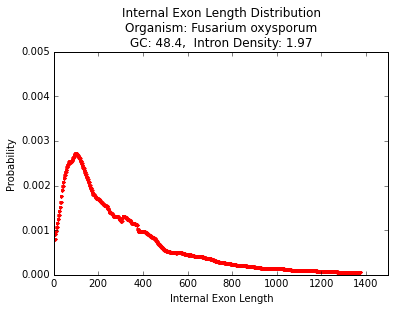 Internal Exon Length Distribution
Organism: Fusarium oxysporum
GC: 48.4,  Intron Density: 1.97
0.005
0.004
0.003
0.002
0.001
0.000
Probability
0 200 400 600 800 1000 1200 1400
Internal Exon Length